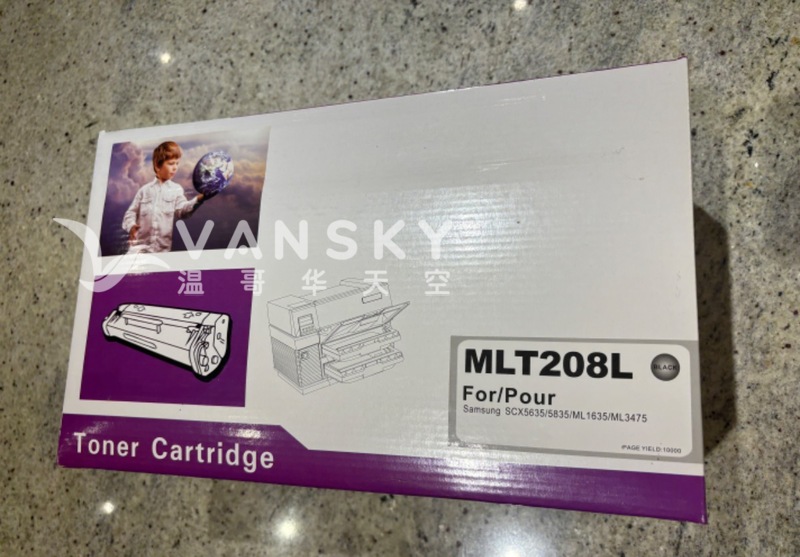 VANSKY
温哥华天空
MLT208L
BLACK
For/Pour
Samsung SCX5635/5835/ML1635/ML3475
PAGE YIELD:10000
Toner Cartridge